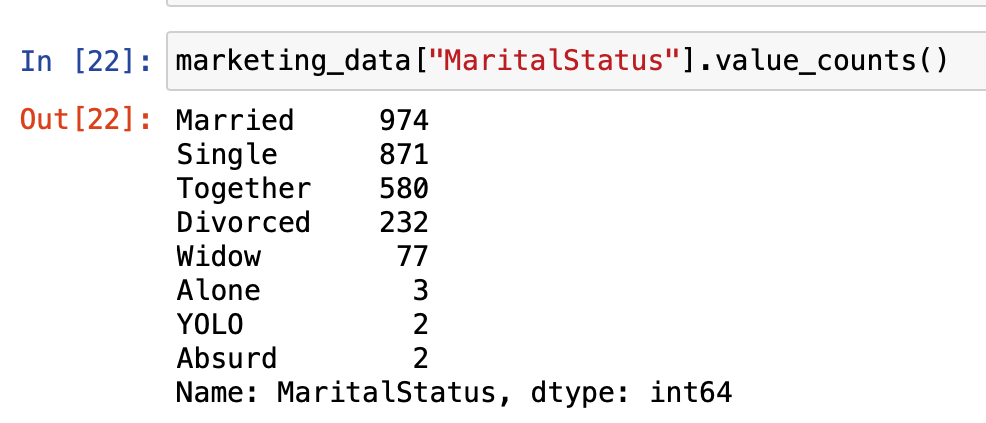 In [22]: marketing_data["MaritalStatus"].value_counts()
Out[22]: Married 974
Single 871
Together 580
Divorced 232
Widow 77
Alone 3
YOLO 2
Absurd 2
Name: MaritalStatus, dtype: int64